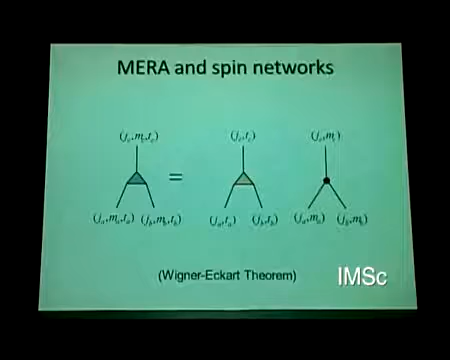 MERA and spin networks
(j_c,m_c,t_c) (j_c,t_c) (j_c,m_c)
=
(j_a,m_a,t_a) (j_b,m_b,t_b) (j_a,t_a) (j_b,t_b) (j_a,m_a) (j_b,m_b)
(Wigner-Eckart Theorem)
IMSc